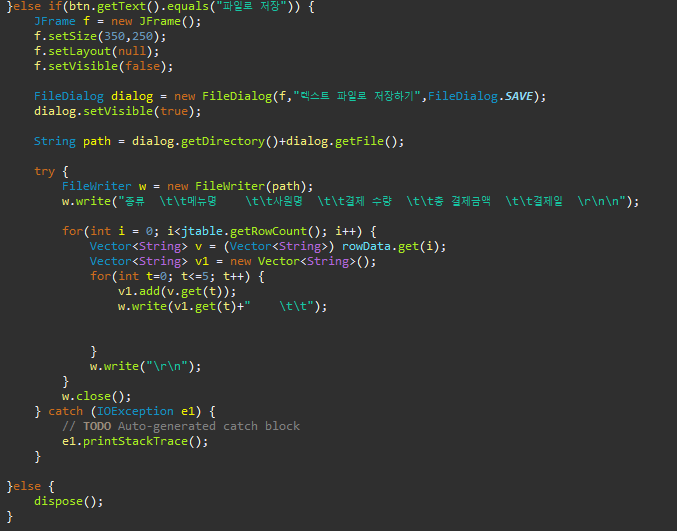 }else if(btn.getText().equals("파일로 저장")) {
JFrame f = new JFrame();
f.setSize(350,250);
f.setLayout(null);
f.setVisible(false);
FileDialog dialog = new FileDialog(f,"텍스트 파일로 저장하기",FileDialog.SAVE);
dialog.setVisible(true);
String path = dialog.getDirectory()+dialog.getFile();
try {
FileWriter w = new FileWriter(path);
w.write("종류  \t\t메뉴명    \t\t사원명  \t\t결제 수량  \t\t총 결제금액  \t\t결제일  \r\n\n");
for(int i = 0; i<jtable.getRowCount(); i++) {
Vector<String> v = (Vector<String>) rowData.get(i);
Vector<String> v1 = new Vector<String>();
for(int t=0; t<=5; t++) {
v1.add(v.get(t));
w.write(v1.get(t)+"    \t\t");
}
w.write("\r\n");
}
w.close();
} catch (IOException e1) {
// TODO Auto-generated catch block
e1.printStackTrace();
}
}else {
dispose();
}